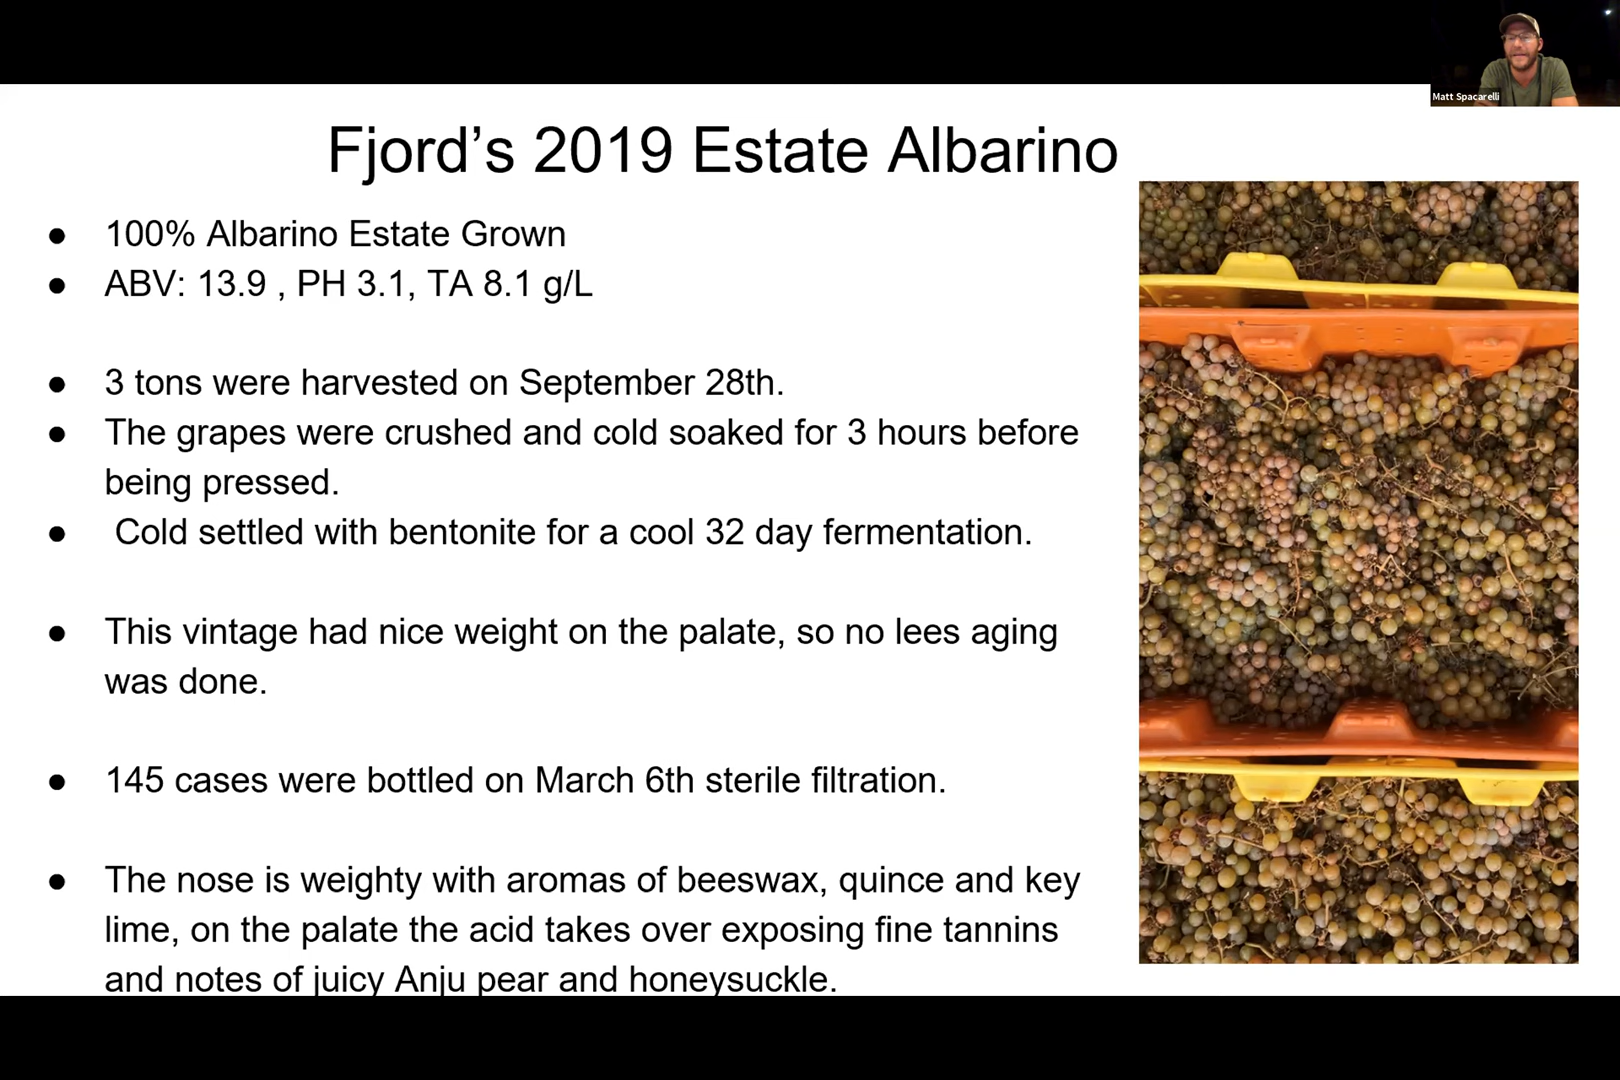 Matt Spacarelli
Fjord’s 2019 Estate Albarino
● 100% Albarino Estate Grown
● ABV: 13.9 , PH 3.1, TA 8.1 g/L
● 3 tons were harvested on September 28th.
● The grapes were crushed and cold soaked for 3 hours before
being pressed.
● Cold settled with bentonite for a cool 32 day fermentation.
● This vintage had nice weight on the palate, so no lees aging
was done.
● 145 cases were bottled on March 6th sterile filtration.
● The nose is weighty with aromas of beeswax, quince and key
lime, on the palate the acid takes over exposing fine tannins
and notes of juicy Anju pear and honeysuckle.